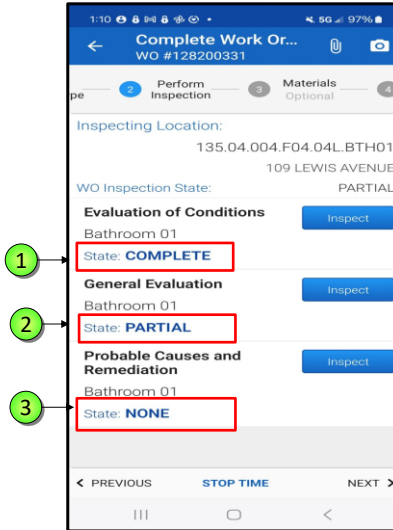 1:10 5G 97%
Complete Work Or...
WO #128200331
pe 2 Perform Inspection 3 Materials Optional 4
Inspecting Location:
135.04.004.F04.04L.BTH01
109 LEWIS AVENUE
WO Inspection State: PARTIAL
Evaluation of Conditions
Inspect
Bathroom 01
1
State: COMPLETE
General Evaluation
Inspect
Bathroom 01
2
State: PARTIAL
Probable Causes and
Remediation
Inspect
Bathroom 01
3
State: NONE
PREVIOUS STOP TIME NEXT